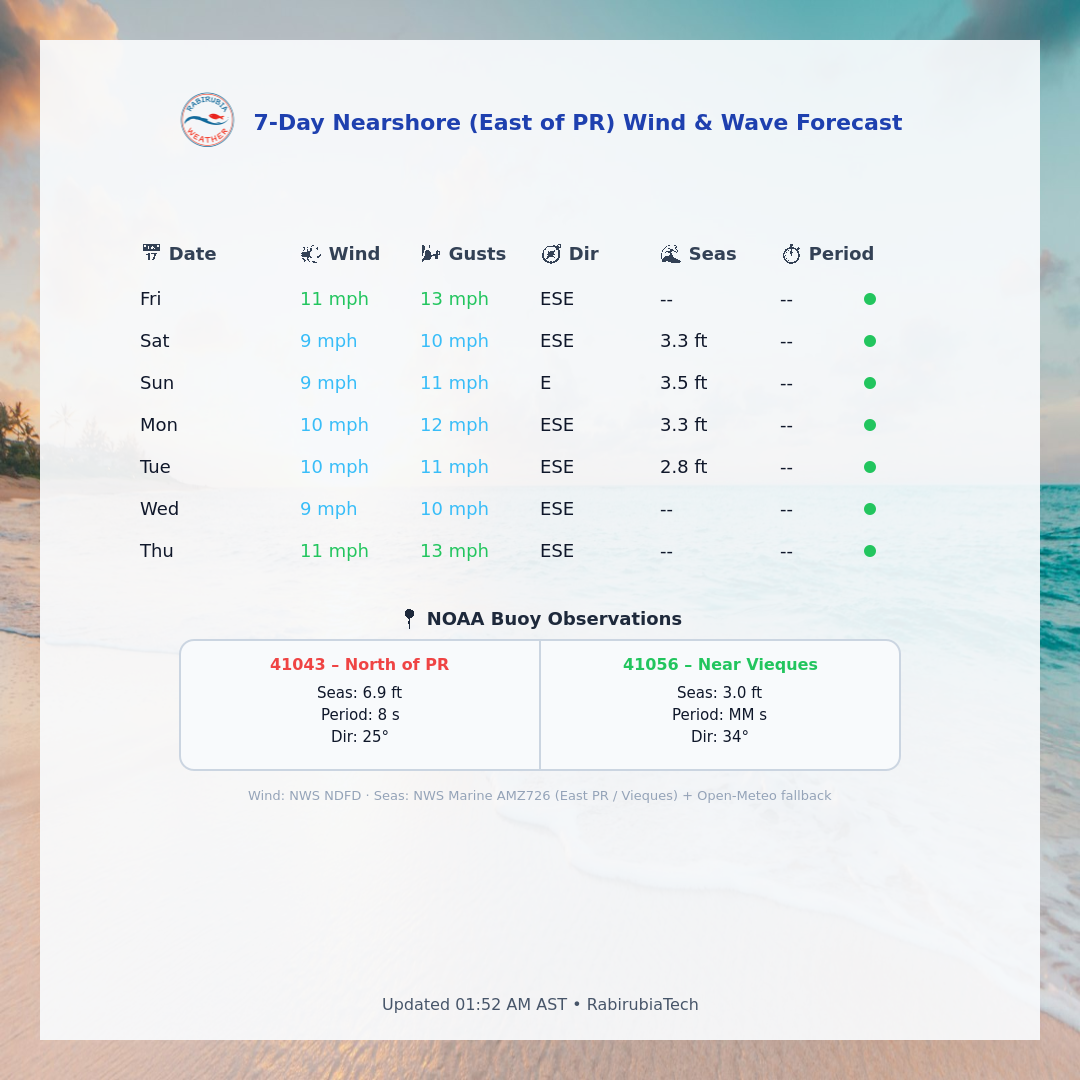 RABIRUBIA
WEATHER
7-Day Nearshore (East of PR) Wind & Wave Forecast
17 Date Wind Gusts Dir Seas Period
Fri 11 mph 13 mph ESE -- --
Sat 9 mph 10 mph ESE 3.3 ft --
Sun 9 mph 11 mph E 3.5 ft --
Mon 10 mph 12 mph ESE 3.3 ft --
Tue 10 mph 11 mph ESE 2.8 ft --
Wed 9 mph 10 mph ESE -- --
Thu 11 mph 13 mph ESE -- --
NOAA Buoy Observations
41043 – North of PR
Seas: 6.9 ft
Period: 8 s
Dir: 25°
41056 – Near Vieques
Seas: 3.0 ft
Period: MM s
Dir: 34°
Wind: NWS NDFD · Seas: NWS Marine AMZ726 (East PR / Vieques) + Open-Meteo fallback
Updated 01:52 AM AST • RabirubiaTech